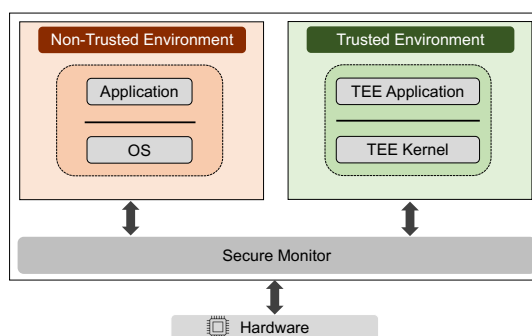 Non-Trusted Environment
Trusted Environment
Application
TEE Application
OS
TEE Kernel
Secure Monitor
Hardware